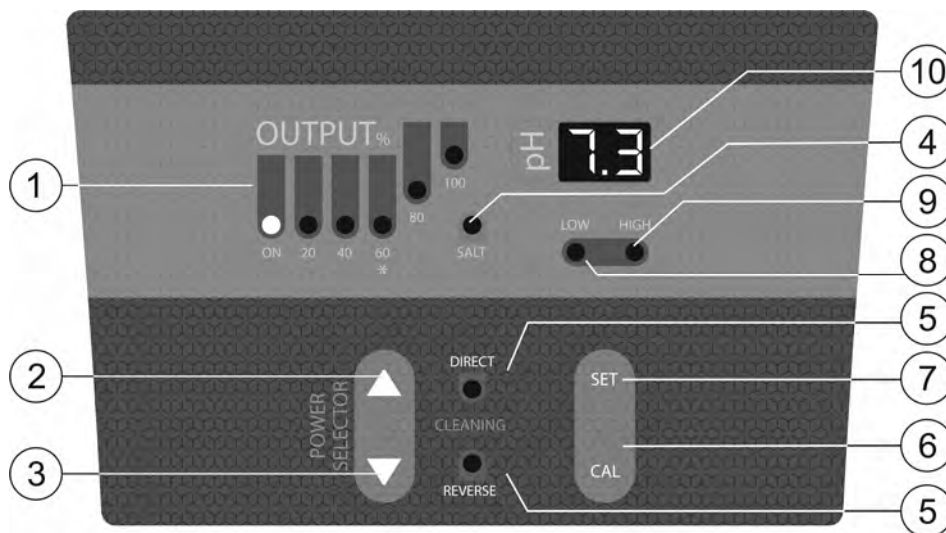 10
OUTPUT%
pH
7.3
4
100
1
80
LOW HIGH
9
ON 20 40 60
*
SALT
8
5
DIRECT
2
SET
7
POWER
SELECTOR
CLEANING
6
3
CAL
REVERSE
5